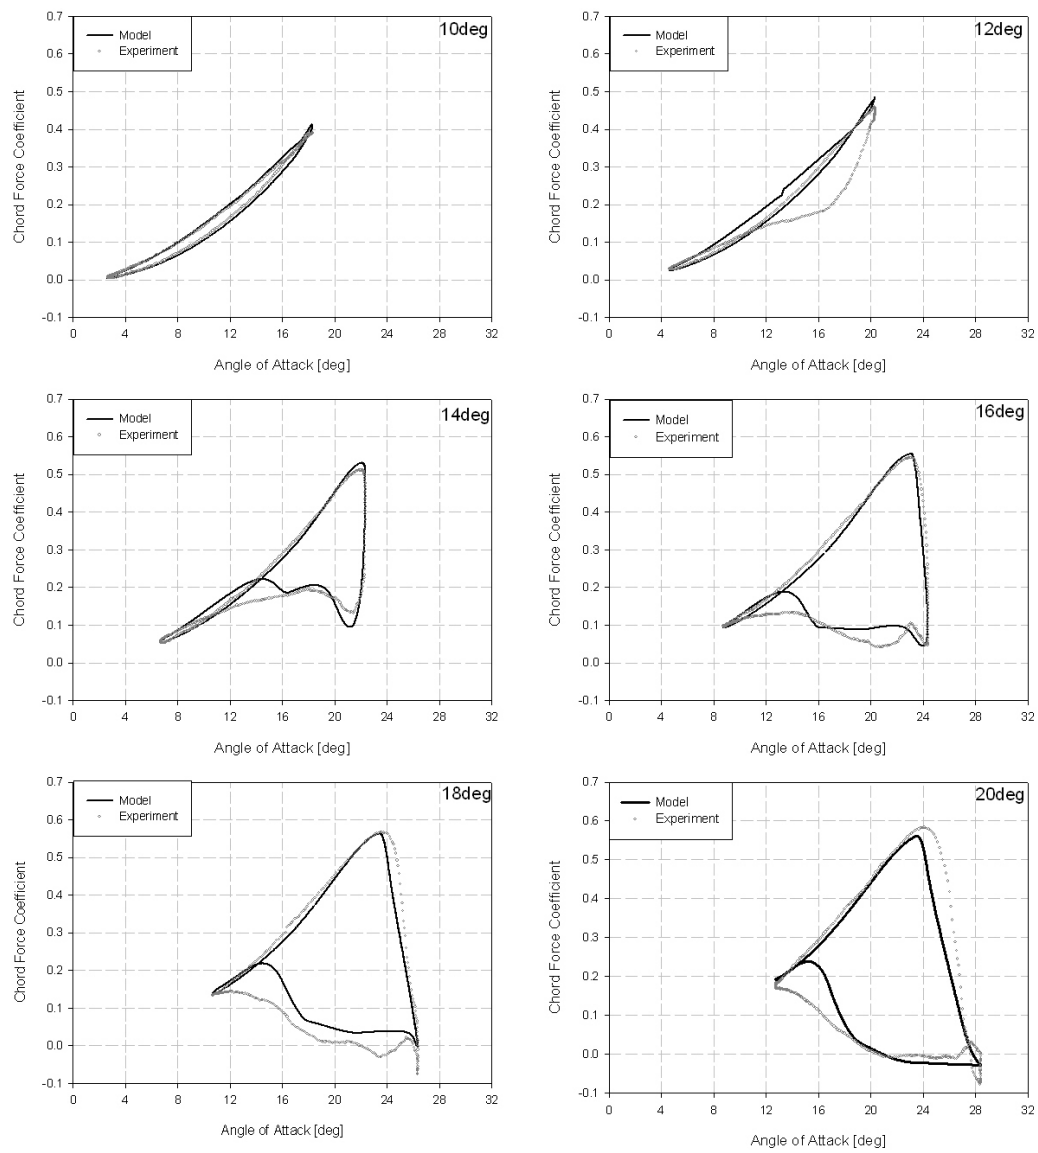 10deg
Model
Experiment
0.7
0.6
0.5
0.4
0.3
0.2
0.1
0.0
-0.1
0 4 8 12 16 20 24 28 32
Chord Force Coefficient
Angle of Attack [deg]
12deg
Model
Experiment
0.7
0.6
0.5
0.4
0.3
0.2
0.1
0.0
-0.1
0 4 8 12 16 20 24 28 32
Chord Force Coefficient
Angle of Attack [deg]
14deg
Model
Experiment
0.7
0.6
0.5
0.4
0.3
0.2
0.1
0.0
-0.1
0 4 8 12 16 20 24 28 32
Chord Force Coefficient
Angle of Attack [deg]
16deg
Model
Experiment
0.7
0.6
0.5
0.4
0.3
0.2
0.1
0.0
-0.1
0 4 8 12 16 20 24 28 32
Chord Force Coefficient
Angle of Attack [deg]
18deg
Model
Experiment
0.7
0.6
0.5
0.4
0.3
0.2
0.1
0.0
-0.1
0 4 8 12 16 20 24 28 32
Chord Force Coefficient
Angle of Attack [deg]
20deg
Model
Experiment
0.7
0.6
0.5
0.4
0.3
0.2
0.1
0.0
-0.1
0 4 8 12 16 20 24 28 32
Chord Force Coefficient
Angle of Attack [deg]